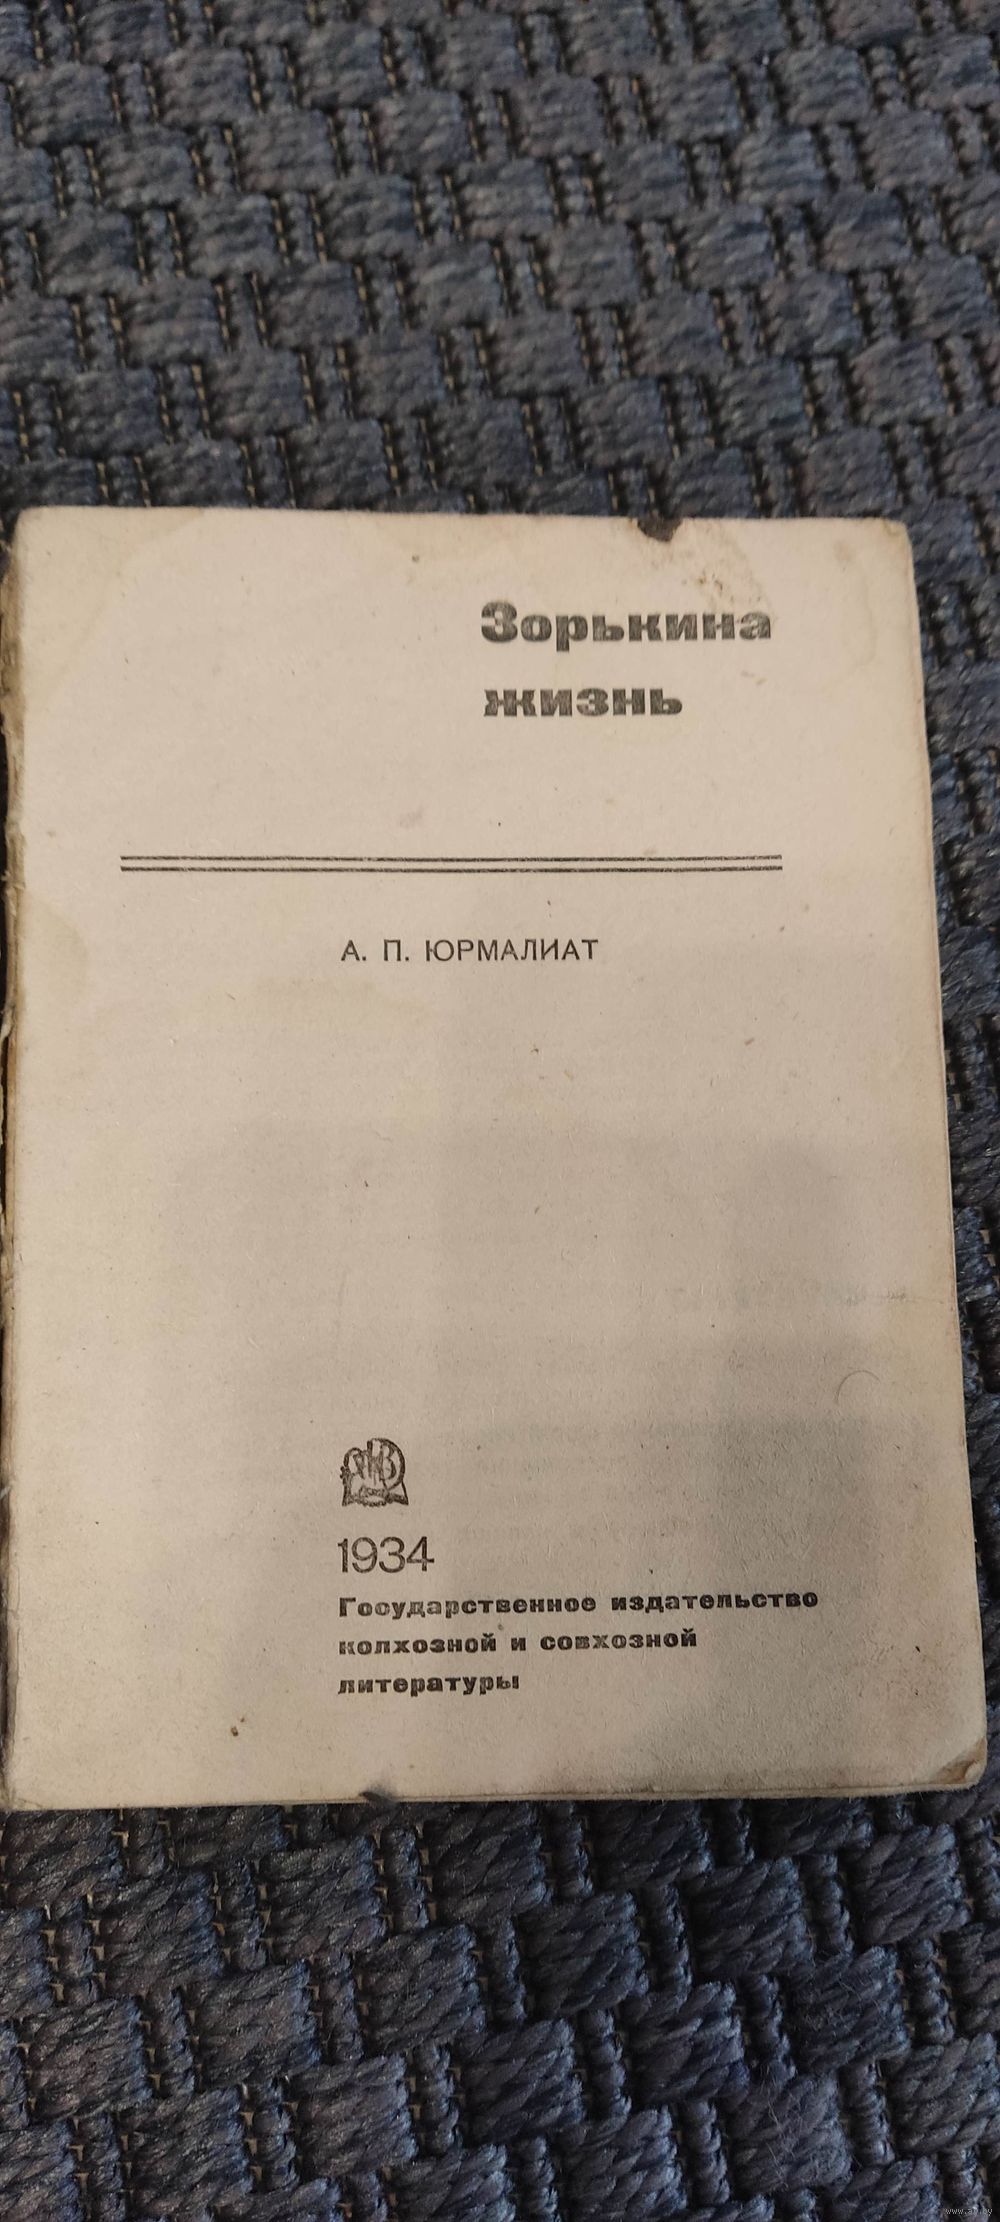 Зорькина
жизнь
А. П. ЮРМАЛИАТ
1934
Государственное издательство
колхозной и совхозной
литературы